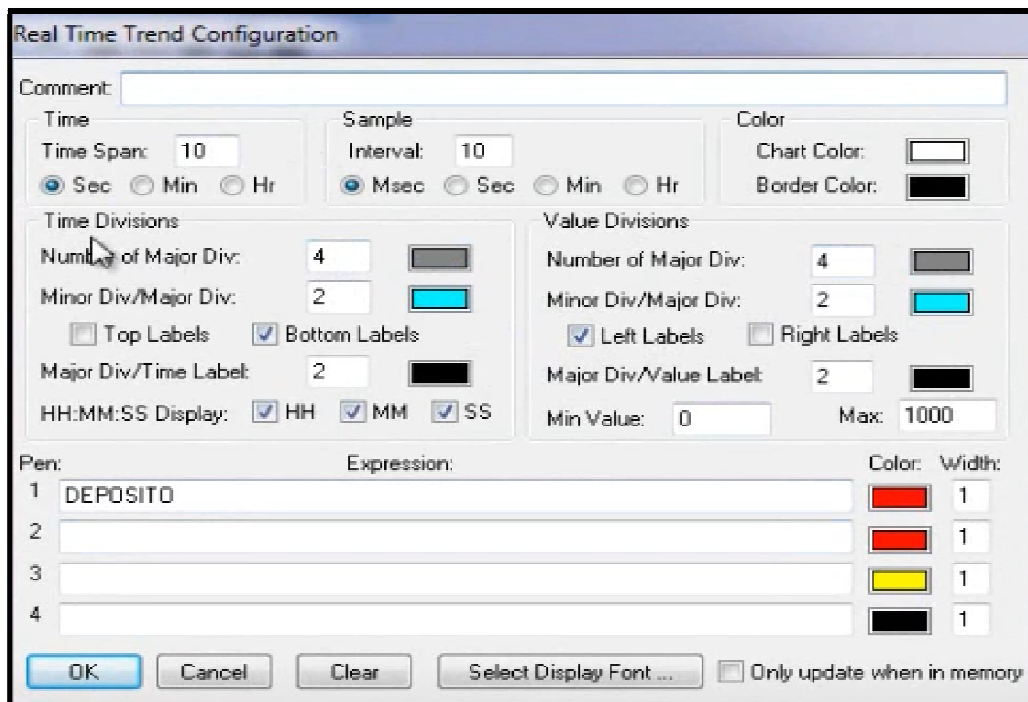 Real Time Trend Configuration
Comment:
Time
Sample
Color
Time Span: 10
Interval: 10
Chart Color:
Sec Min Hr
Msec Sec Min Hr
Border Color:
Time Divisions
Value Divisions
Number of Major Div: 4
Number of Major Div: 4
Minor Div/Major Div: 2
Minor Div/Major Div: 2
Top Labels Bottom Labels
Left Labels Right Labels
Major Div/Time Label: 2
Major Div/Value Label: 2
HH:MM:SS Display: HH MM SS
Min Value: 0 Max: 1000
Pen: Expression: Color: Width:
1 DEPOSITO 1
2 1
3 1
4 1
OK Cancel Clear Select Display Font ... Only update when in memory